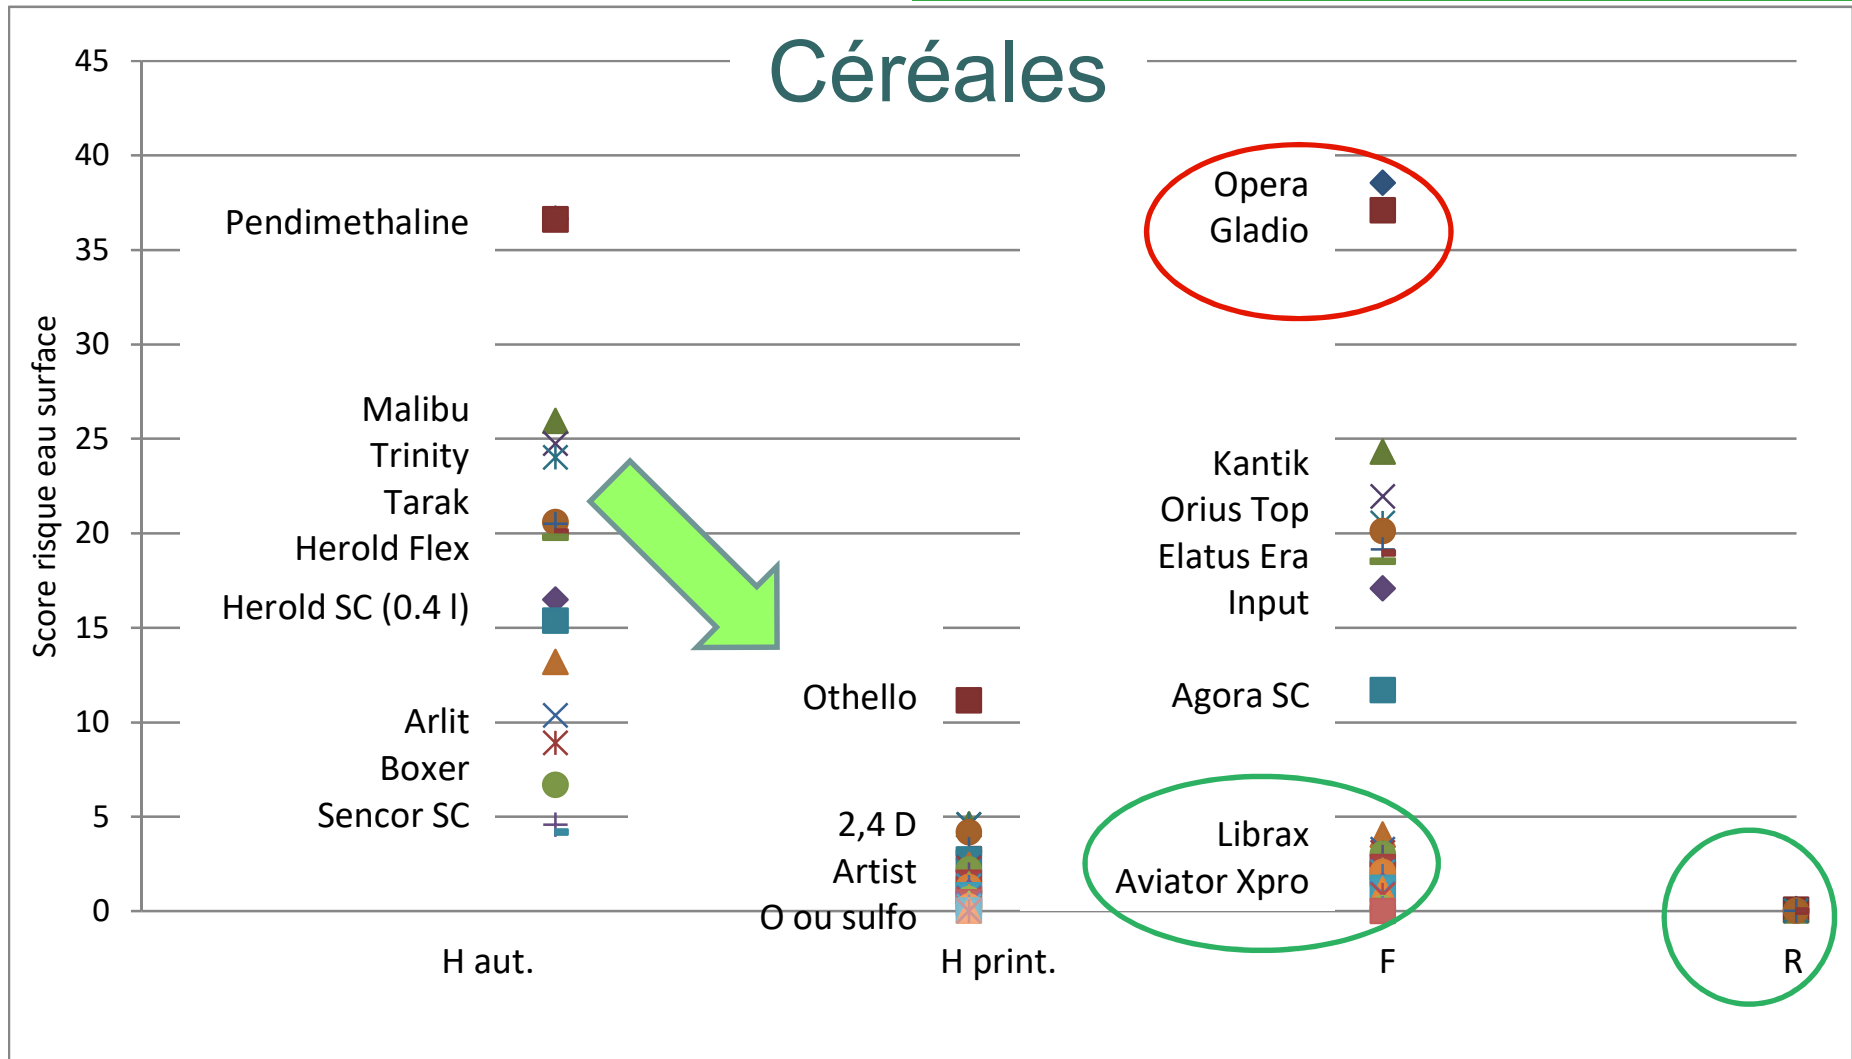 Céréales
Score risque eau surface
45
40
35
30
25
20
15
10
5
0
Pendimethaline
Malibu
Trinity
Tarak
Herold Flex
Herold SC (0.4 l)
Arlit
Boxer
Sencor SC
Othello
2,4 D
Artist
O ou sulfo
Opera
Gladio
Kantik
Orius Top
Elatus Era
Input
Agora SC
Librax
Aviator Xpro
H aut.
H print.
F
R